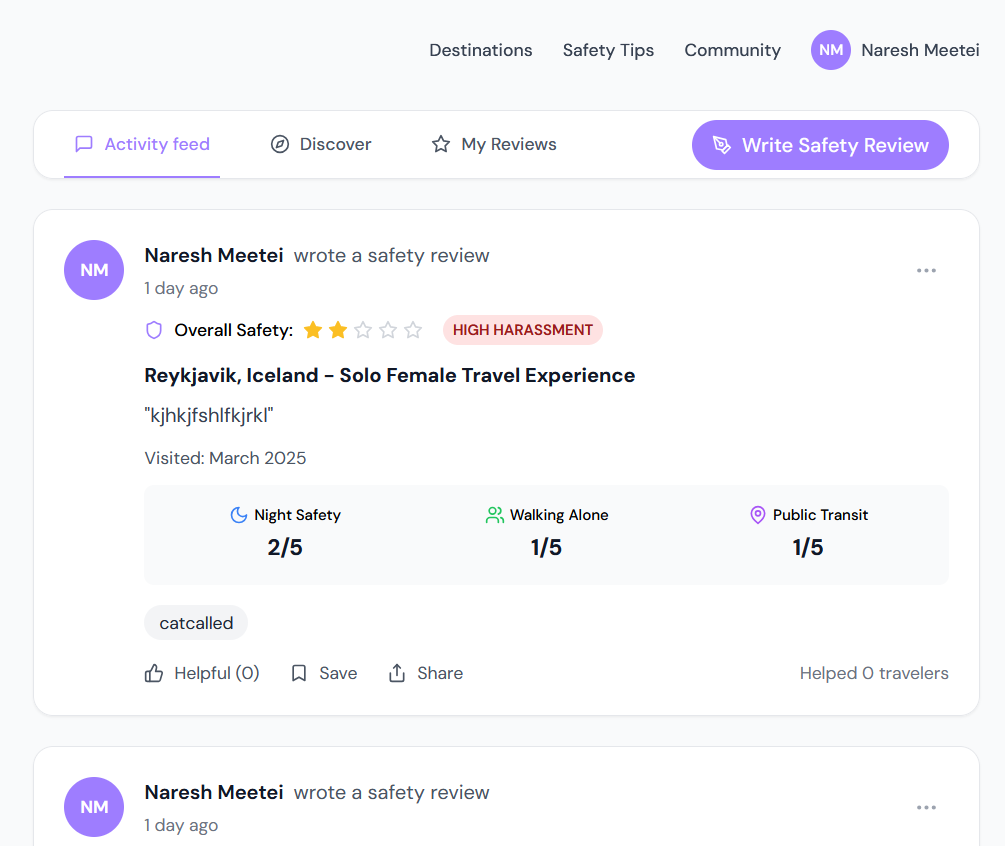 Destinations Safety Tips Community NM Naresh Meetei
Activity feed Discover My Reviews Write Safety Review
NM Naresh Meetei wrote a safety review
1 day ago
Overall Safety: HIGH HARASSMENT
Reykjavik, Iceland - Solo Female Travel Experience
"kjhkjfshlfkjrkl"
Visited: March 2025
Night Safety Walking Alone Public Transit
2/5 1/5 1/5
catcalled
Helpful (0) Save Share Helped 0 travelers
NM Naresh Meetei wrote a safety review
1 day ago